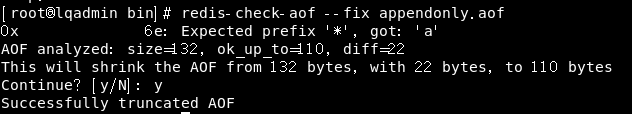 [root@lqadmin bin]# redis-check-aof --fix appendonly.aof
0x              6e: Expected prefix '*', got: 'a'
AOF analyzed: size=132, ok_up_to=110, diff=22
This will shrink the AOF from 132 bytes, with 22 bytes, to 110 bytes
Continue? [y/N]: y
Successfully truncated AOF